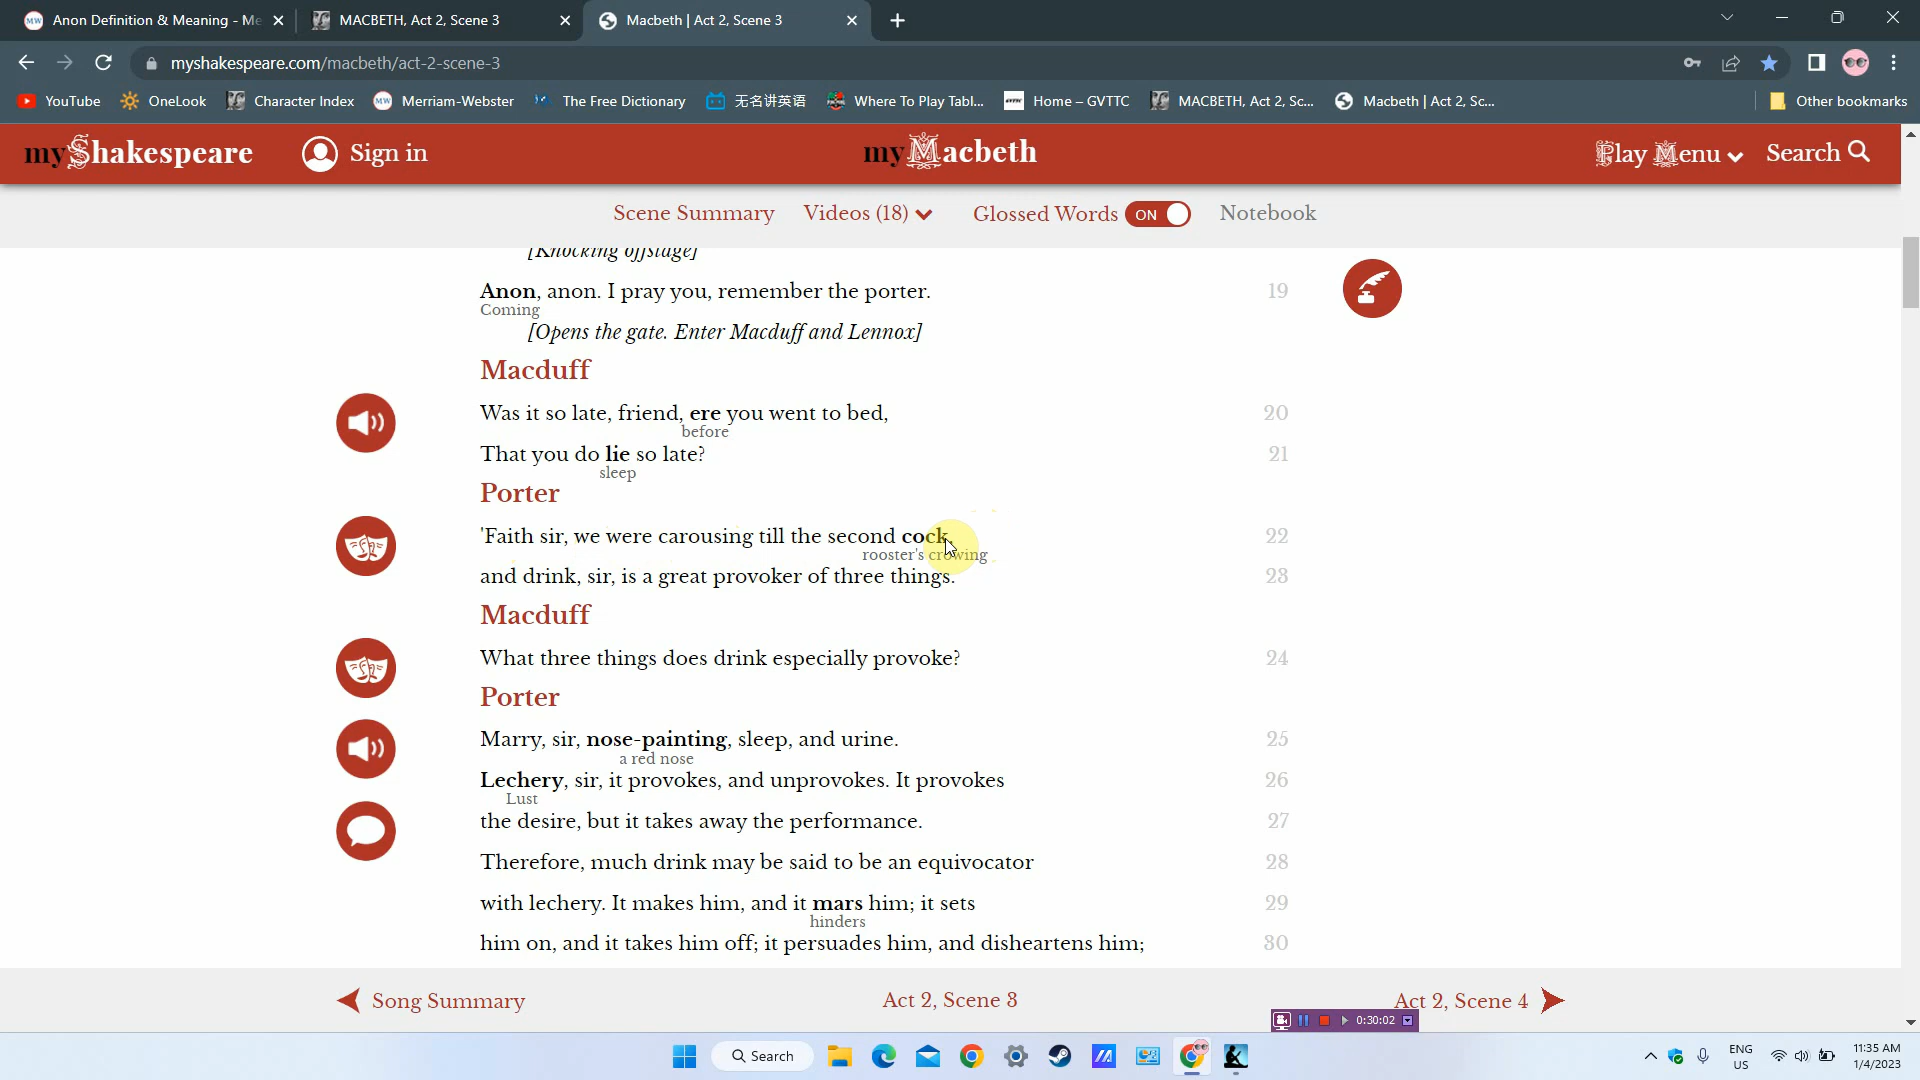 Anon Definition & Meaning - Me
MACBETH, Act 2, Scene 3
Macbeth | Act 2, Scene 3
myshakespeare.com/macbeth/act-2-scene-3
YouTube
OneLook
Character Index
Merriam-Webster
The Free Dictionary
无名讲英语
Where To Play Tabl...
Home – GVTTC
MACBETH, Act 2, Sc...
Macbeth | Act 2, Sc...
Other bookmarks
myShakespeare
Sign in
myMacbeth
Play Menu
Search
Scene Summary
Videos (18)
Glossed Words
ON
Notebook
[Knocking offstage]
Anon, anon. I pray you, remember the porter. 19
Coming
[Opens the gate. Enter Macduff and Lennox]
Macduff
Was it so late, friend, ere you went to bed, 20
before
That you do lie so late? 21
sleep
Porter
'Faith sir, we were carousing till the second cock, 22
rooster's crowing
and drink, sir, is a great provoker of three things. 23
Macduff
What three things does drink especially provoke? 24
Porter
Marry, sir, nose-painting, sleep, and urine. 25
a red nose
Lechery, sir, it provokes, and unprovokes. It provokes 26
Lust
the desire, but it takes away the performance. 27
Therefore, much drink may be said to be an equivocator 28
with lechery. It makes him, and it mars him; it sets 29
hinders
him on, and it takes him off; it persuades him, and disheartens him; 30
Song Summary
Act 2, Scene 3
Act 2, Scene 4
0:30:02
Search
ENG
US
11:35 AM
1/4/2023